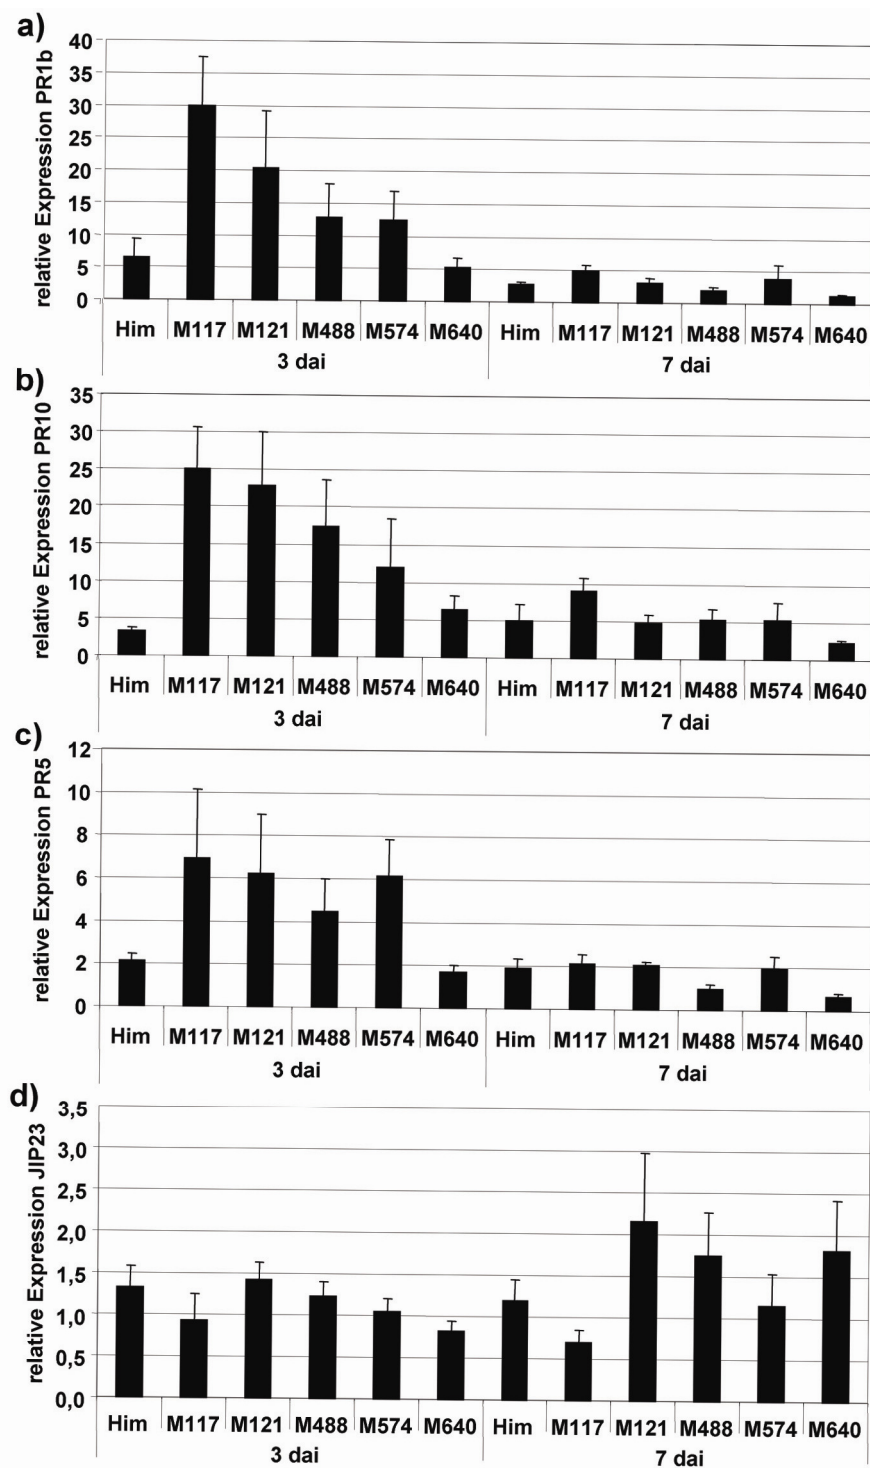 a)
relative Expression PR1b
40
35
30
25
20
15
10
5
0
Him M117 M121 M488 M574 M640 Him M117 M121 M488 M574 M640
3 dai 7 dai
b)
relative Expression PR10
35
30
25
20
15
10
5
0
Him M117 M121 M488 M574 M640 Him M117 M121 M488 M574 M640
3 dai 7 dai
c)
relative Expression PR5
12
10
8
6
4
2
0
Him M117 M121 M488 M574 M640 Him M117 M121 M488 M574 M640
3 dai 7 dai
d)
relative Expression JIP23
3,5
3,0
2,5
2,0
1,5
1,0
0,5
0,0
Him M117 M121 M488 M574 M640 Him M117 M121 M488 M574 M640
3 dai 7 dai